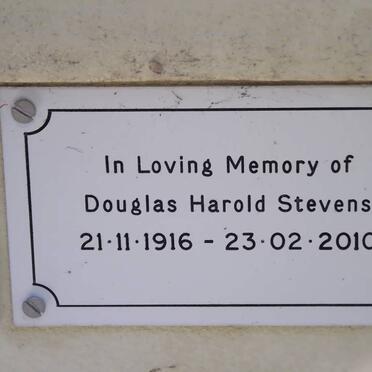 In Loving Memory of
Douglas Harold Stevens
21·11·1916 - 23·02·2010